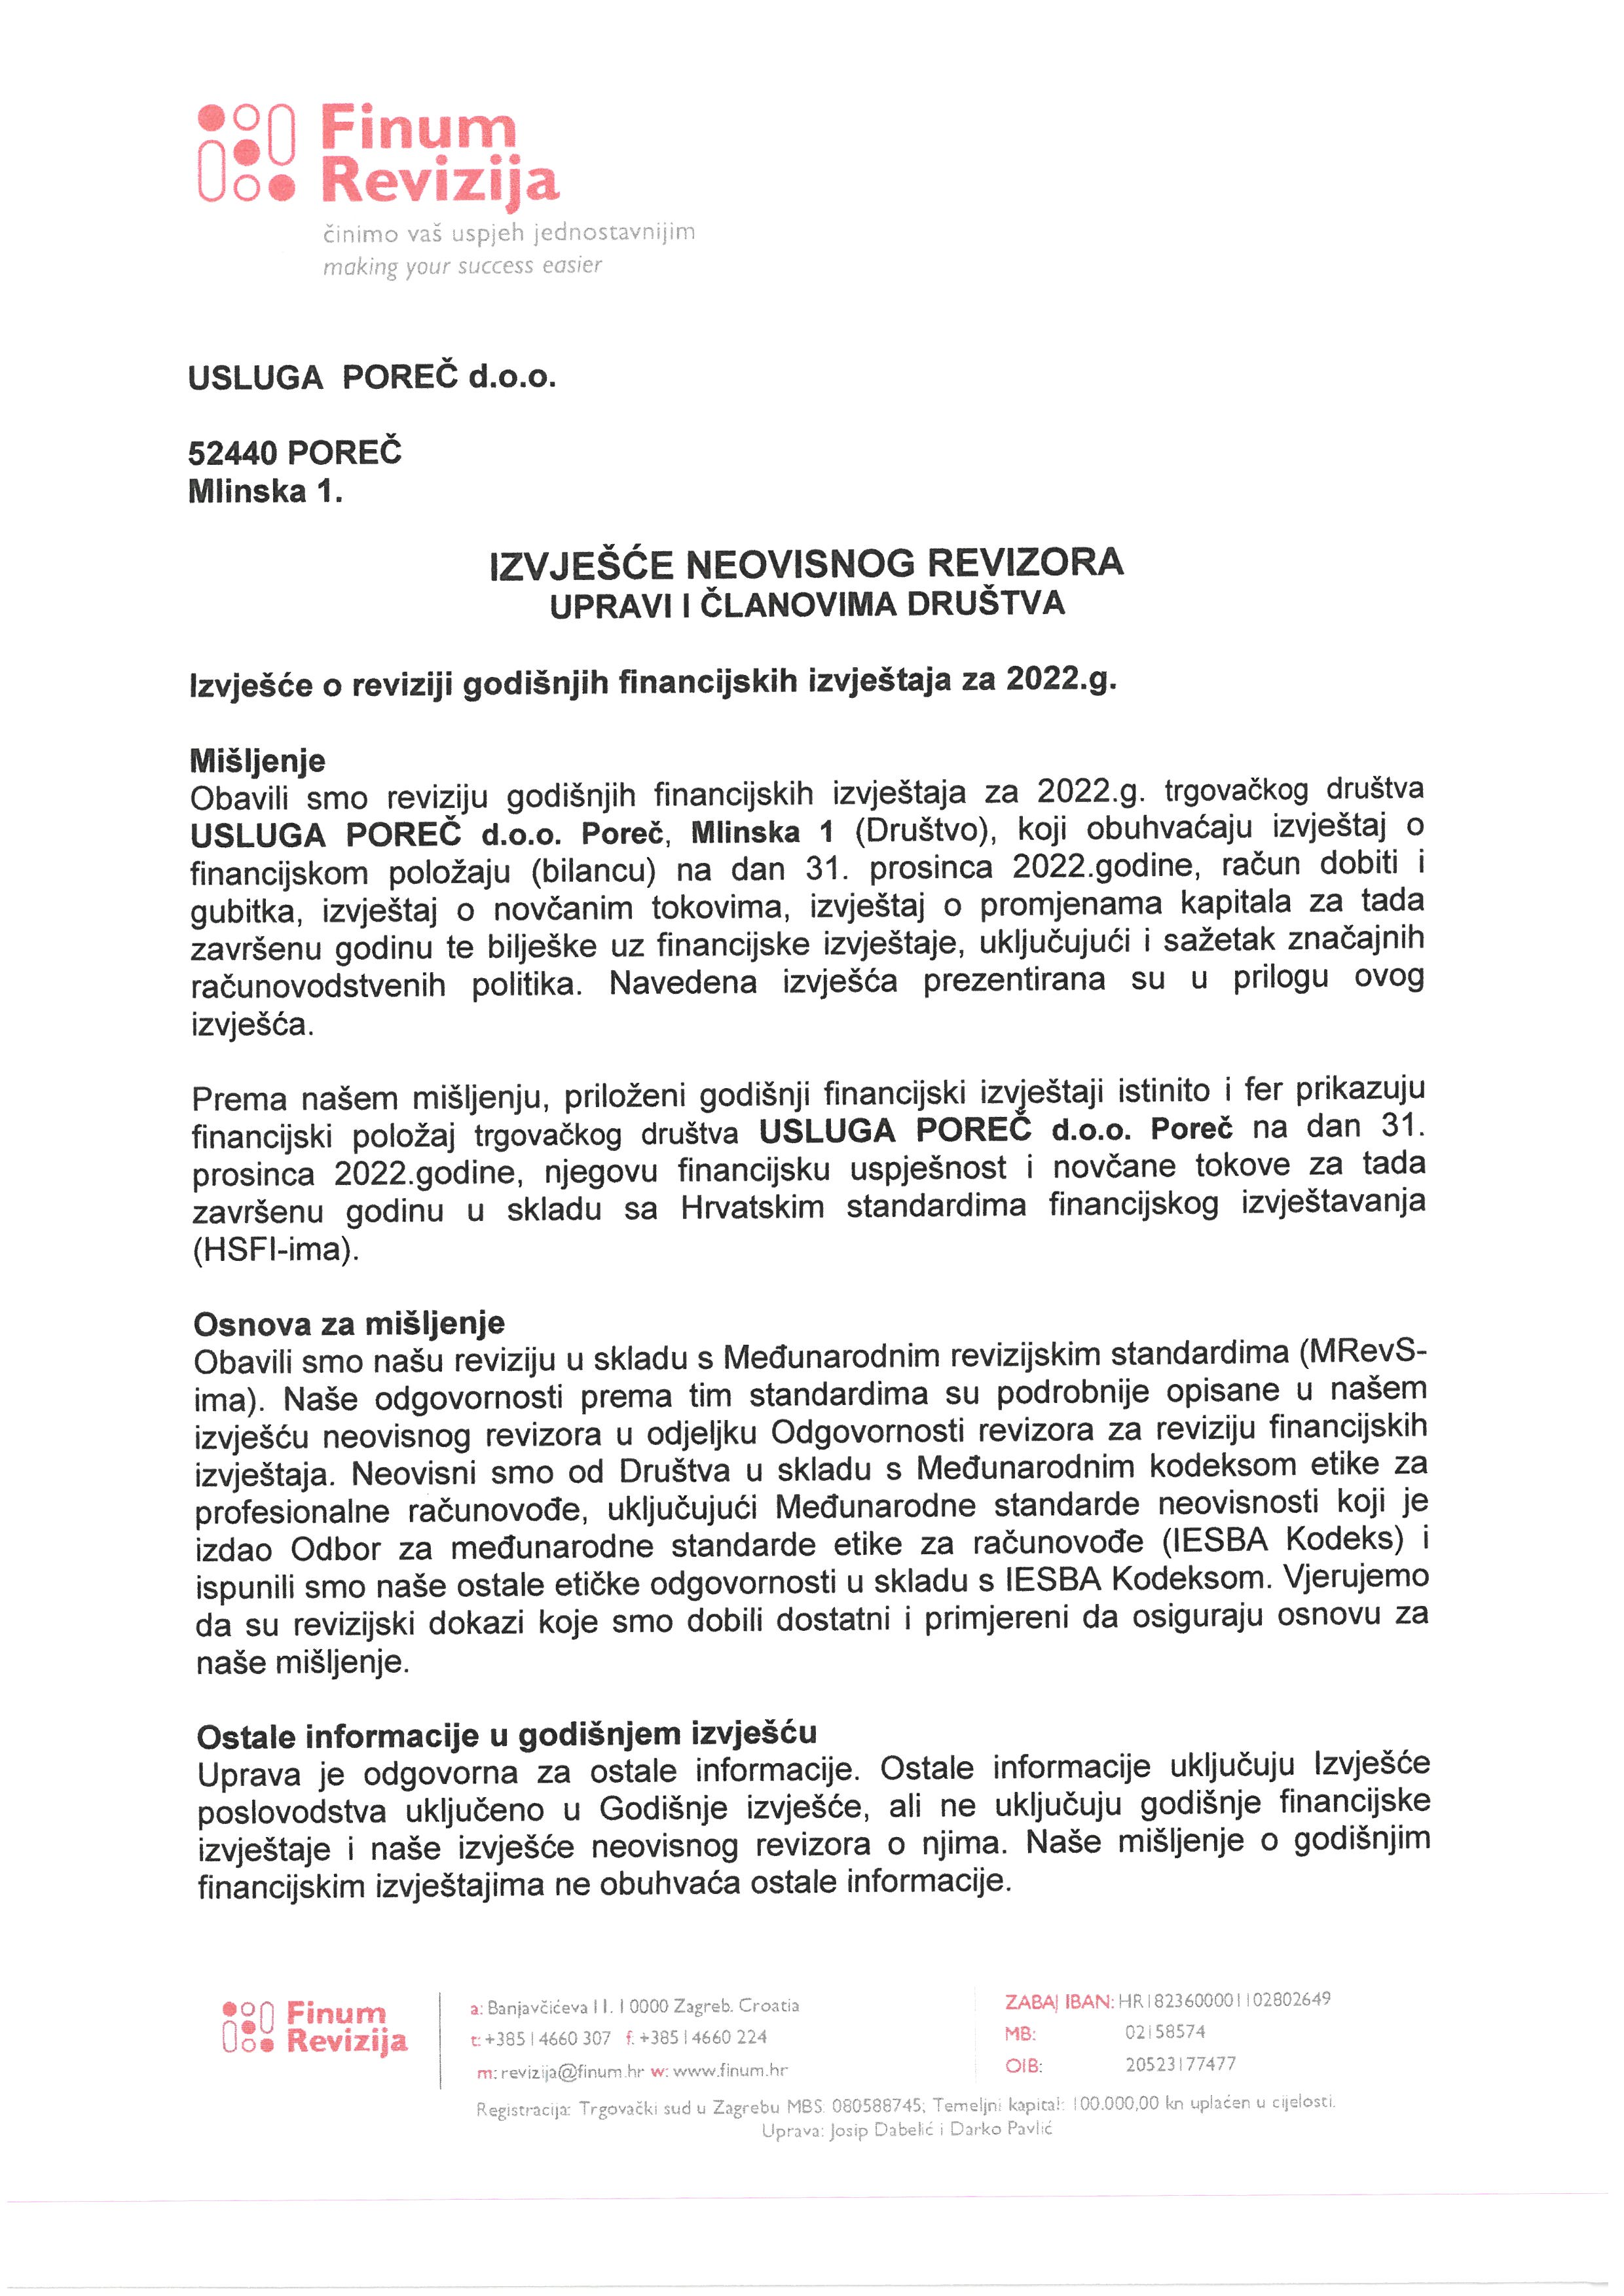 Finum
Revizija
činimo vaš uspjeh jednostavnijim
making your success easier
USLUGA POREČ d.o.o.
52440 POREČ
Mlinska 1.
IZVJEŠĆE NEOVISNOG REVIZORA
UPRAVI I ČLANOVIMA DRUŠTVA
Izvješće o reviziji godišnjih financijskih izvještaja za 2022.g.
Mišljenje
Obavili smo reviziju godišnjih financijskih izvještaja za 2022.g. trgovačkog društva
USLUGA POREČ d.o.o. Poreč, Mlinska 1 (Društvo), koji obuhvaćaju izvještaj o
financijskom položaju (bilancu) na dan 31. prosinca 2022.godine, račun dobiti i
gubitka, izvještaj o novčanim tokovima, izvještaj o promjenama kapitala za tada
završenu godinu te bilješke uz financijske izvještaje, uključujući i sažetak značajnih
računovodstvenih politika. Navedena izvješća prezentirana su u prilogu ovog
izvješća.
Prema našem mišljenju, priloženi godišnji financijski izvještaji istinito i fer prikazuju
financijski položaj trgovačkog društva USLUGA POREČ d.o.o. Poreč na dan 31.
prosinca 2022.godine, njegovu financijsku uspješnost i novčane tokove za tada
završenu godinu u skladu sa Hrvatskim standardima financijskog izvještavanja
(HSFI-ima).
Osnova za mišljenje
Obavili smo našu reviziju u skladu s Međunarodnim revizijskim standardima (MRevS-
ima). Naše odgovornosti prema tim standardima su podrobnije opisane u našem
izvješću neovisnog revizora u odjeljku Odgovornosti revizora za reviziju financijskih
izvještaja. Neovisni smo od Društva u skladu s Međunarodnim kodeksom etike za
profesionalne računovođe, uključujući Međunarodne standarde neovisnosti koji je
izdao Odbor za međunarodne standarde etike za računovođe (IESBA Kodeks) i
ispunili smo naše ostale etičke odgovornosti u skladu s IESBA Kodeksom. Vjerujemo
da su revizijski dokazi koje smo dobili dostatni i primjereni da osiguraju osnovu za
naše mišljenje.
Ostale informacije u godišnjem izvješću
Uprava je odgovorna za ostale informacije. Ostale informacije uključuju Izvješće
poslovodstva uključeno u Godišnje izvješće, ali ne uključuju godišnje financijske
izvještaje i naše izvješće neovisnog revizora o njima. Naše mišljenje o godišnjim
financijskim izvještajima ne obuhvaća ostale informacije.
Finum
Revizija
a: Banjavčićeva 11. 10000 Zagreb. Croatia
t: +385 1 4660 307 f. +385 1 4660 224
m: revizija@finum.hr w: www.finum.hr
ZABA| IBAN: HR1823600001102802649
MB: 02158574
OIB: 20523177477
Registracija: Trgovački sud u Zagrebu MBS 080588745; Temeljni kapital: 100.000,00 kn uplaćen u cijelosti.
Uprava: Josip Dabelić i Darko Pavlić